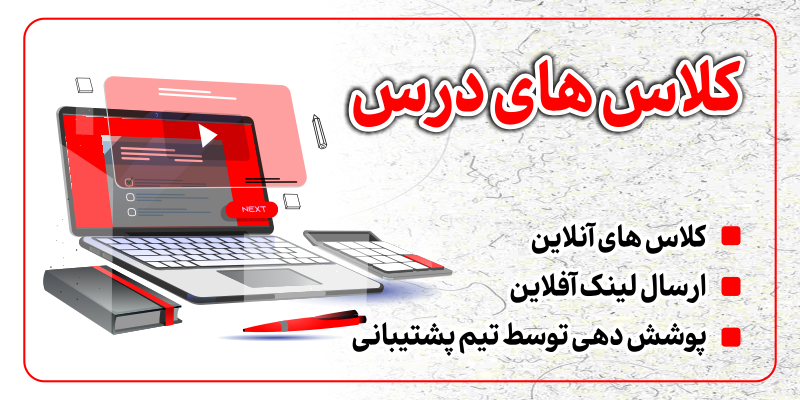 کلاس های درس
کلاس های آنلاین
ارسال لینک آفلاین
پوشش دهی توسط تیم پشتیبانی
NEXT